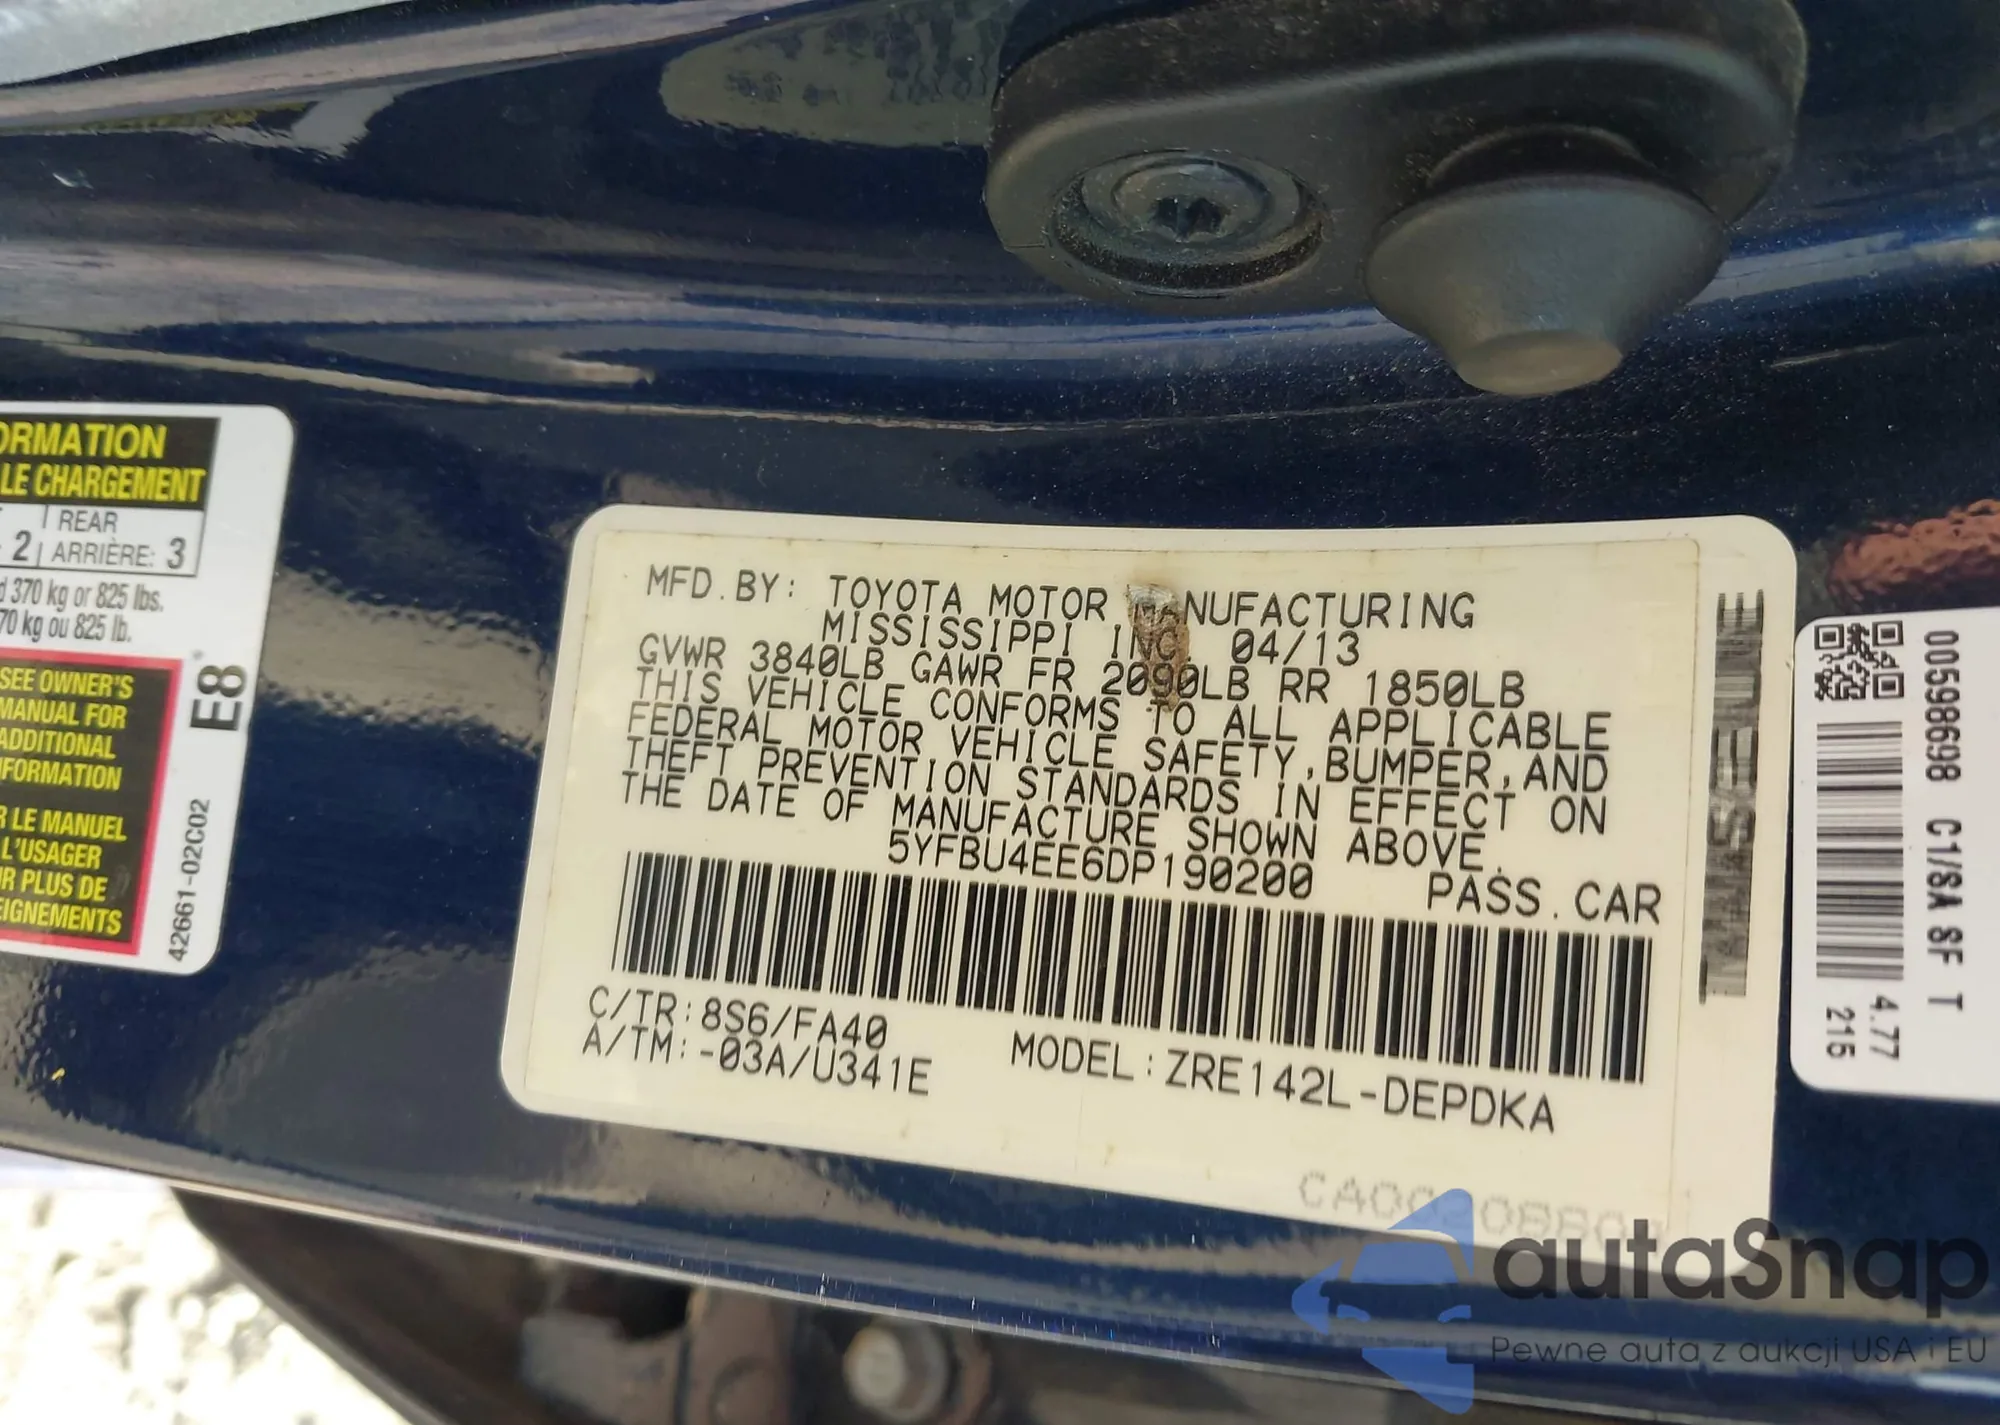 ORMATION
LE CHARGEMENT
REAR
2 ARRIÈRE: 3
370 kg or 825 lbs.
70 kg ou 825 lb.
SEE OWNER'S
MANUAL FOR
ADDITIONAL
FORMATION
R LE MANUEL
L'USAGER
R PLUS DE
EIGNEMENTS
E8
42661-02C02
MFD.BY: TOYOTA MOTOR MANUFACTURING
MISSISSIPPI INC. 04/13
GVWR 3840LB GAWR FR 2090LB RR 1850LB
THIS VEHICLE CONFORMS TO ALL APPLICABLE
FEDERAL MOTOR VEHICLE SAFETY,BUMPER,AND
THEFT PREVENTION STANDARDS IN EFFECT ON
THE DATE OF MANUFACTURE SHOWN ABOVE.
5YFBU4EE6DP190200 PASS.CAR
C/TR:8S6/FA40
A/TM:-03A/U341E
MODEL:ZRE142L-DEPDKA
00598698 C1/8A 8F T
4.77
215
autaSnap
Pewne auta z aukcji USA i EU